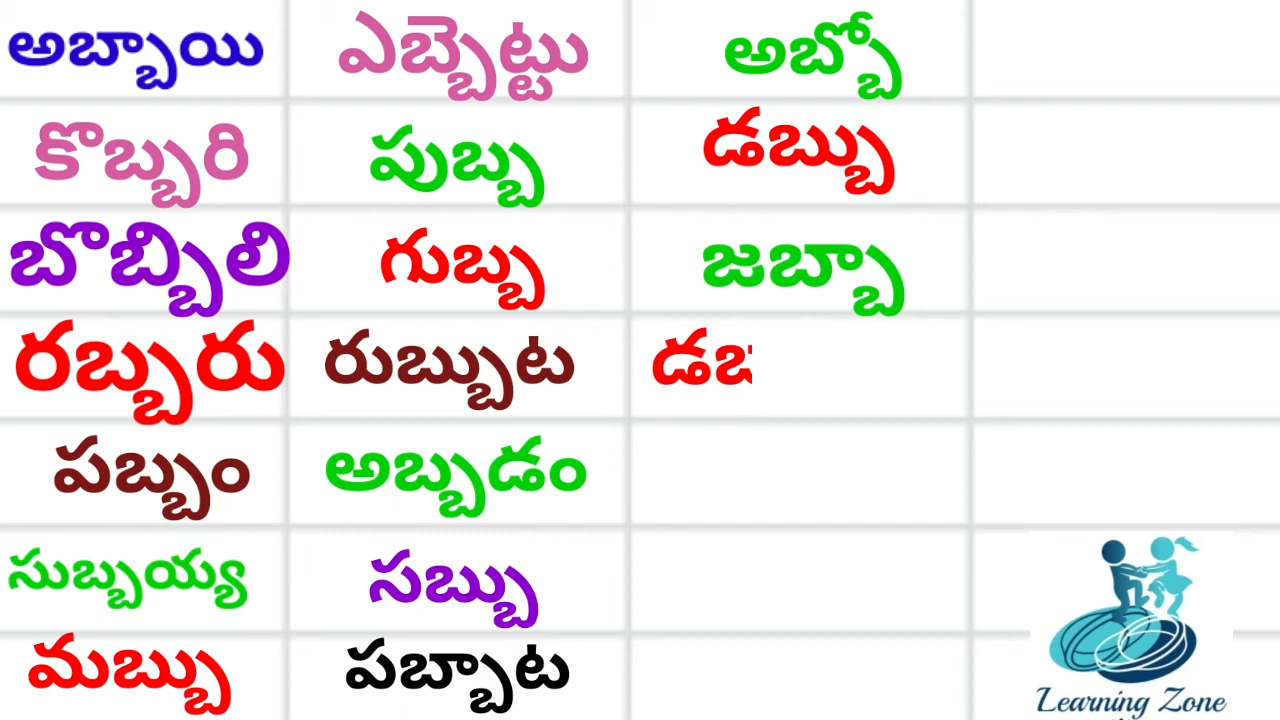 అబ్బాయి ఎబ్బెట్టు అబ్బో
కొబ్బరి పుబ్బ డబ్బు
బొబ్బిలి గుబ్బ జబ్బా
రబ్బరు రుబ్బుట
పబ్బం అబ్బడం
సుబ్బయ్య సబ్బు
మబ్బు పబ్బాట
Learning Zone